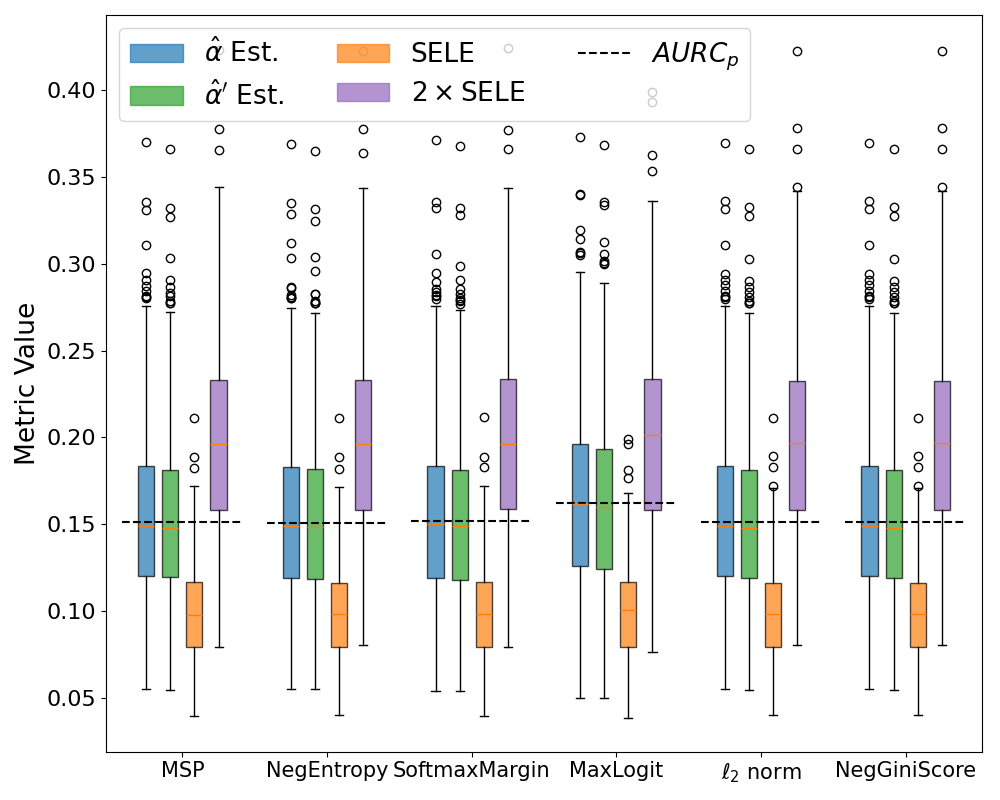 α̂ Est.
α̂′ Est.
SELE
2 × SELE
AURCₚ
Metric Value
0.40
0.35
0.30
0.25
0.20
0.15
0.10
0.05
MSP NegEntropy SoftmaxMargin MaxLogit ℓ₂ norm NegGiniScore